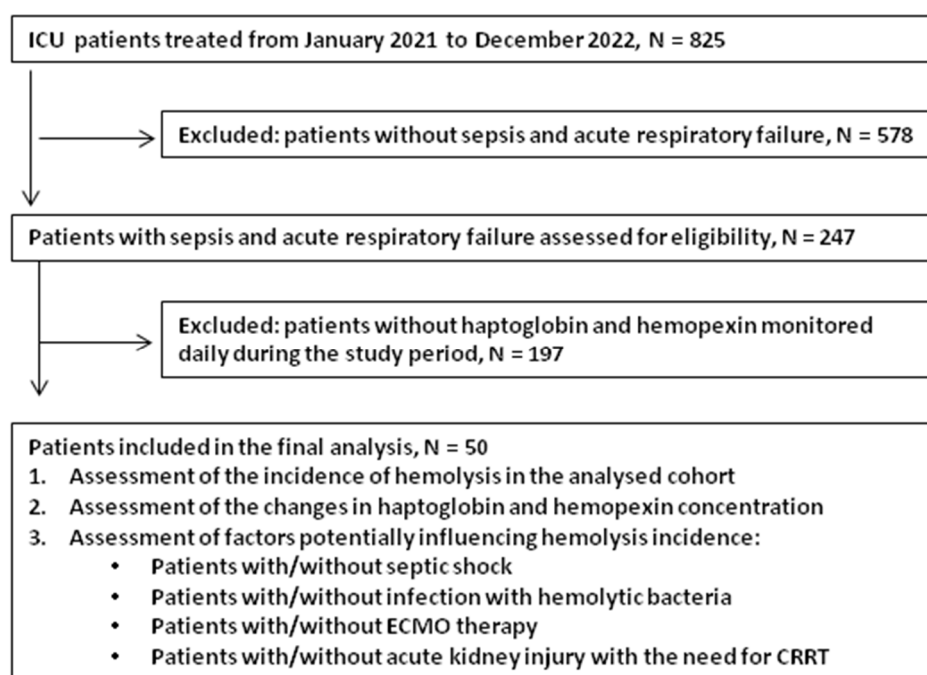 ICU patients treated from January 2021 to December 2022, N = 825
Excluded: patients without sepsis and acute respiratory failure, N = 578
Patients with sepsis and acute respiratory failure assessed for eligibility, N = 247
Excluded: patients without haptoglobin and hemopexin monitored
daily during the study period, N = 197
Patients included in the final analysis, N = 50
1. Assessment of the incidence of hemolysis in the analysed cohort
2. Assessment of the changes in haptoglobin and hemopexin concentration
3. Assessment of factors potentially influencing hemolysis incidence:
• Patients with/without septic shock
• Patients with/without infection with hemolytic bacteria
• Patients with/without ECMO therapy
• Patients with/without acute kidney injury with the need for CRRT